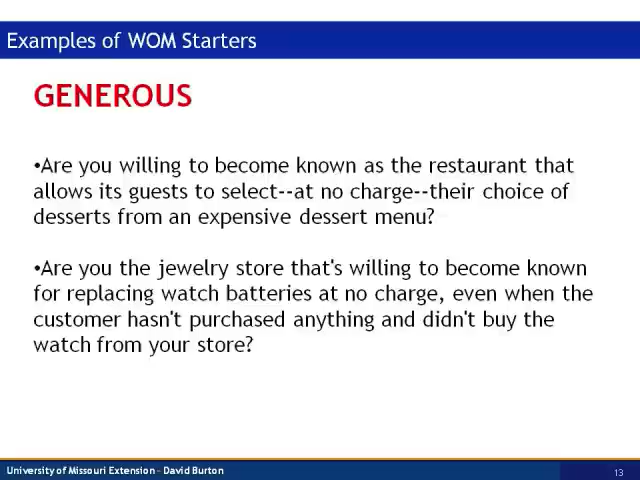 Examples of WOM Starters
GENEROUS
•Are you willing to become known as the restaurant that
allows its guests to select--at no charge--their choice of
desserts from an expensive dessert menu?
•Are you the jewelry store that's willing to become known
for replacing watch batteries at no charge, even when the
customer hasn't purchased anything and didn't buy the
watch from your store?
University of Missouri Extension – David Burton
13